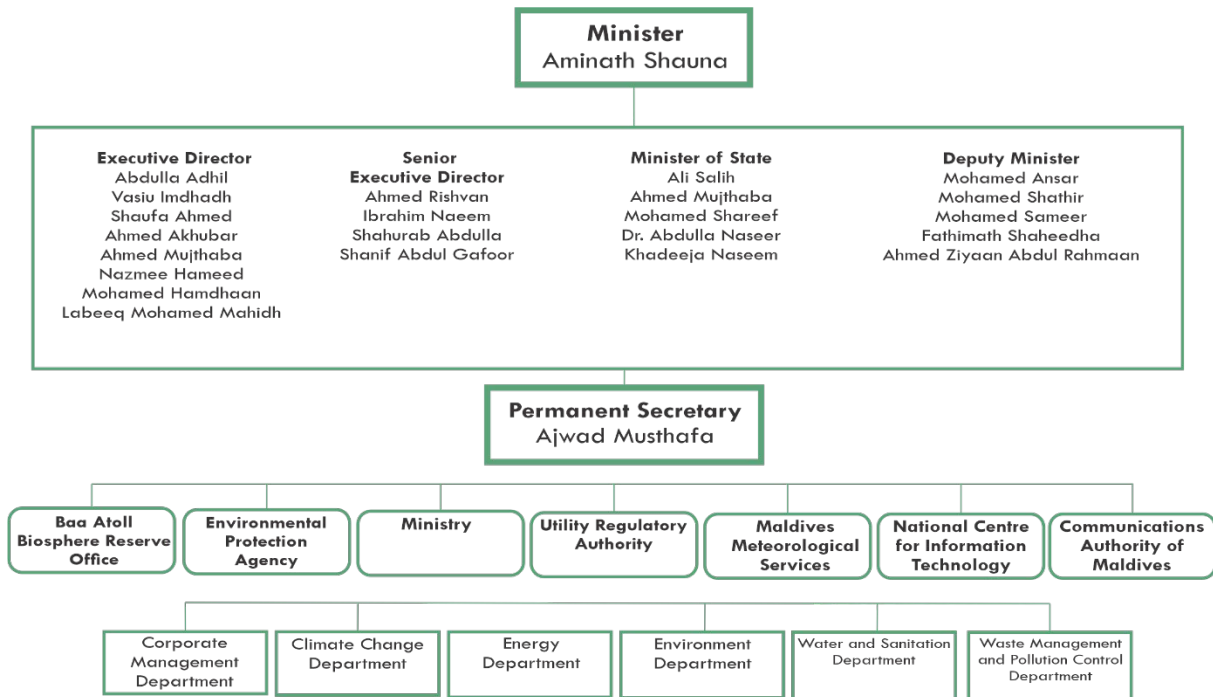 Minister
Aminath Shauna
Executive Director
Abdulla Adhil
Vasiu Imdhadh
Shaufa Ahmed
Ahmed Akhubar
Ahmed Mujthaba
Nazmee Hameed
Mohamed Hamdhaan
Labeeq Mohamed Mahidh
Senior
Executive Director
Ahmed Rishvan
Ibrahim Naeem
Shahurab Abdulla
Shanif Abdul Gafoor
Minister of State
Ali Salih
Ahmed Mujthaba
Mohamed Shareef
Dr. Abdulla Naseer
Khadeeja Naseem
Deputy Minister
Mohamed Ansar
Mohamed Shathir
Mohamed Sameer
Fathimath Shaheedha
Ahmed Ziyaan Abdul Rahmaan
Permanent Secretary
Ajwad Musthafa
Baa Atoll
Biosphere Reserve
Office
Environmental
Protection
Agency
Ministry
Utility Regulatory
Authority
Maldives
Meteorological
Services
National Centre
for Information
Technology
Communications
Authority of
Maldives
Corporate
Management
Department
Climate Change
Department
Energy
Department
Environment
Department
Water and Sanitation
Department
Waste Management
and Pollution Control
Department